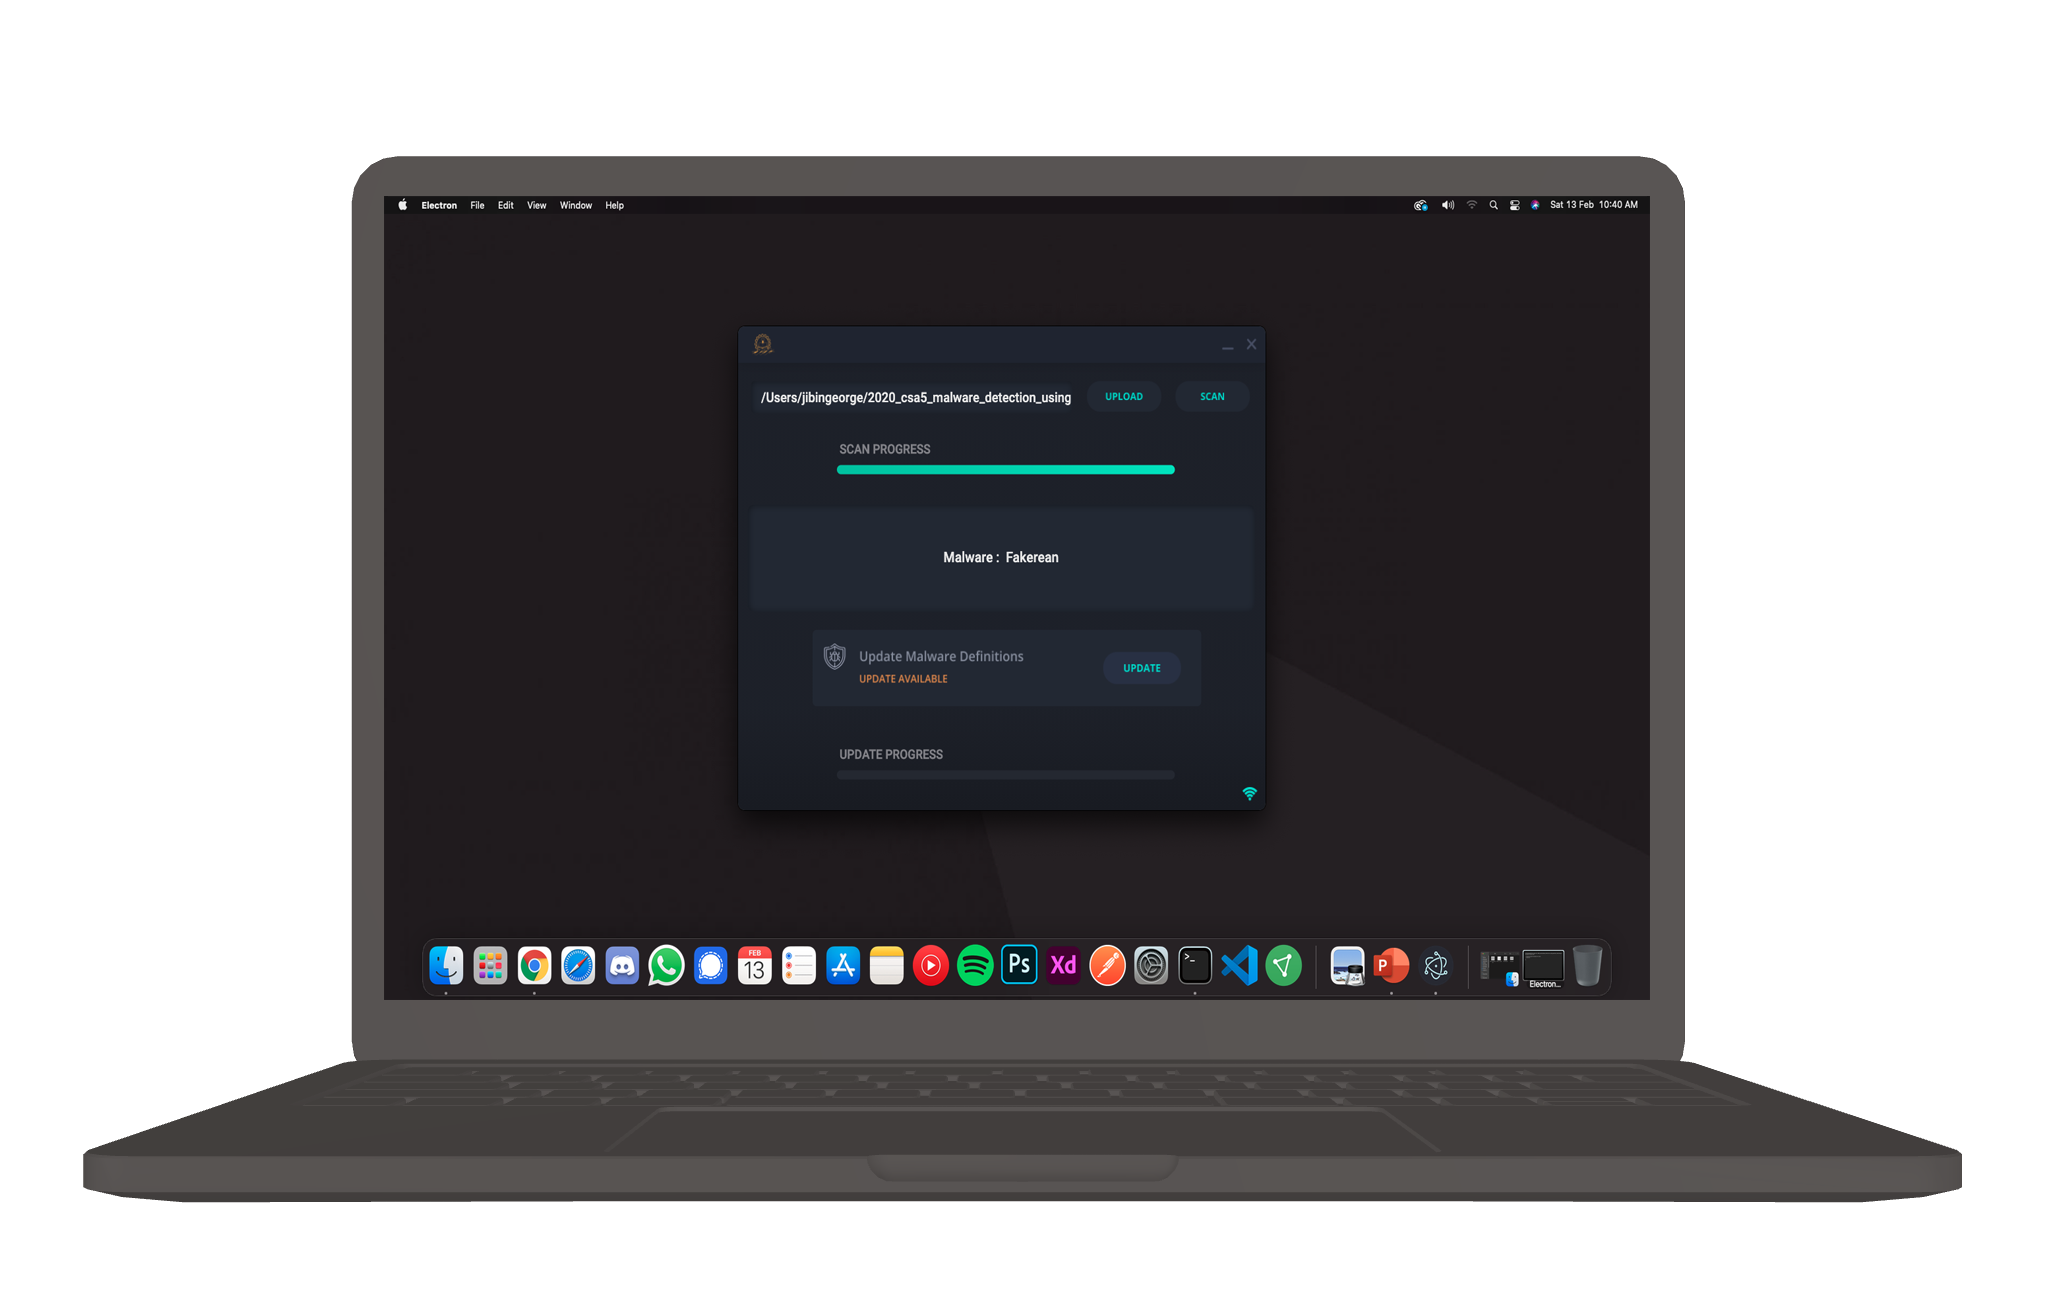 Electron File Edit View Window Help Sat 13 Feb 10:40 AM
/Users/jibingeorge/2020_csa5_malware_detection_using UPLOAD SCAN
SCAN PROGRESS
Malware : Fakerean
Update Malware Definitions
UPDATE AVAILABLE
UPDATE
UPDATE PROGRESS
FEB
13
Ps
Xd
>_
P
Electron...